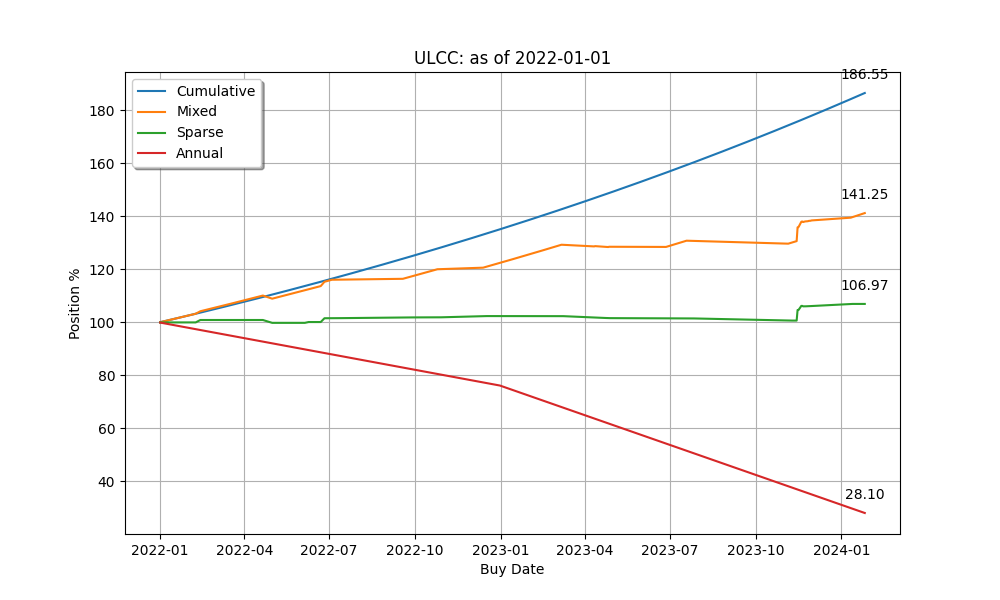 ULCC: as of 2022-01-01
186.55
Cumulative
Mixed
Sparse
Annual
141.25
106.97
28.10
Position %
180
160
140
120
100
80
60
40
2022-01 2022-04 2022-07 2022-10 2023-01 2023-04 2023-07 2023-10 2024-01
Buy Date